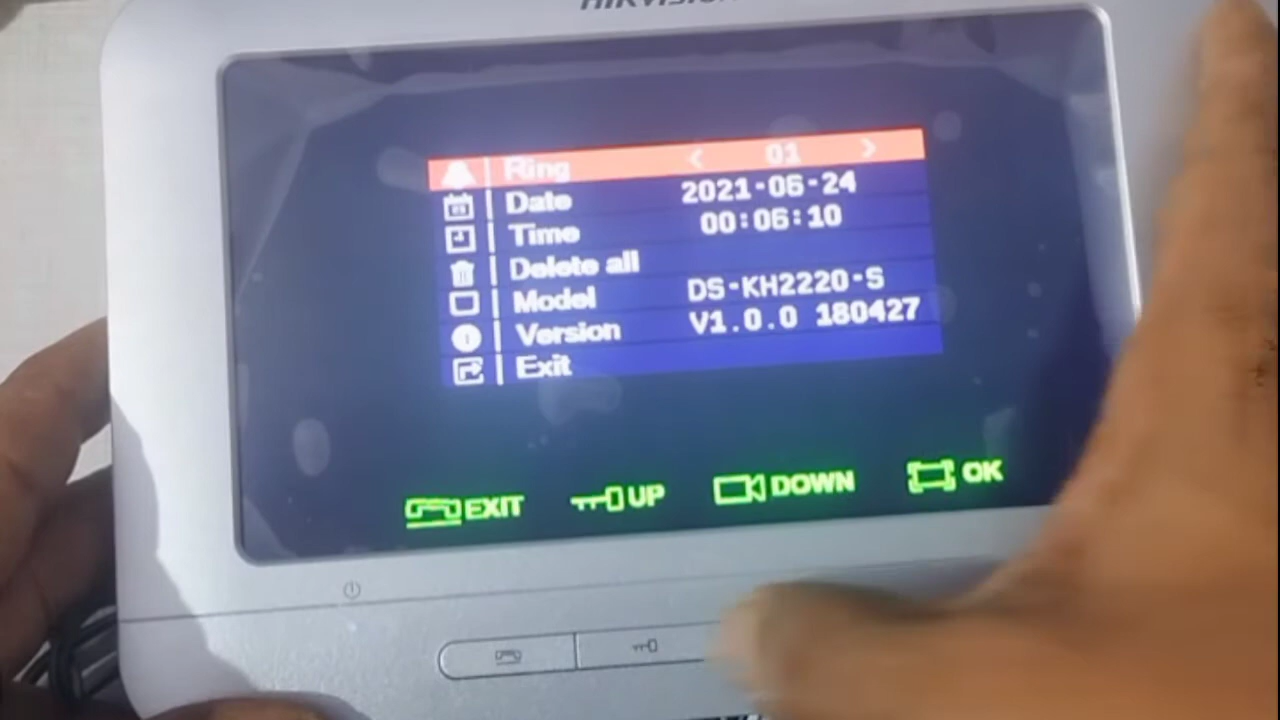 HIKVISION
Ring < 01 >
Date 2021-06-24
Time 00:06:10
Delete all
Model DS-KH2220-S
Version V1.0.0 180427
Exit
EXIT UP DOWN OK